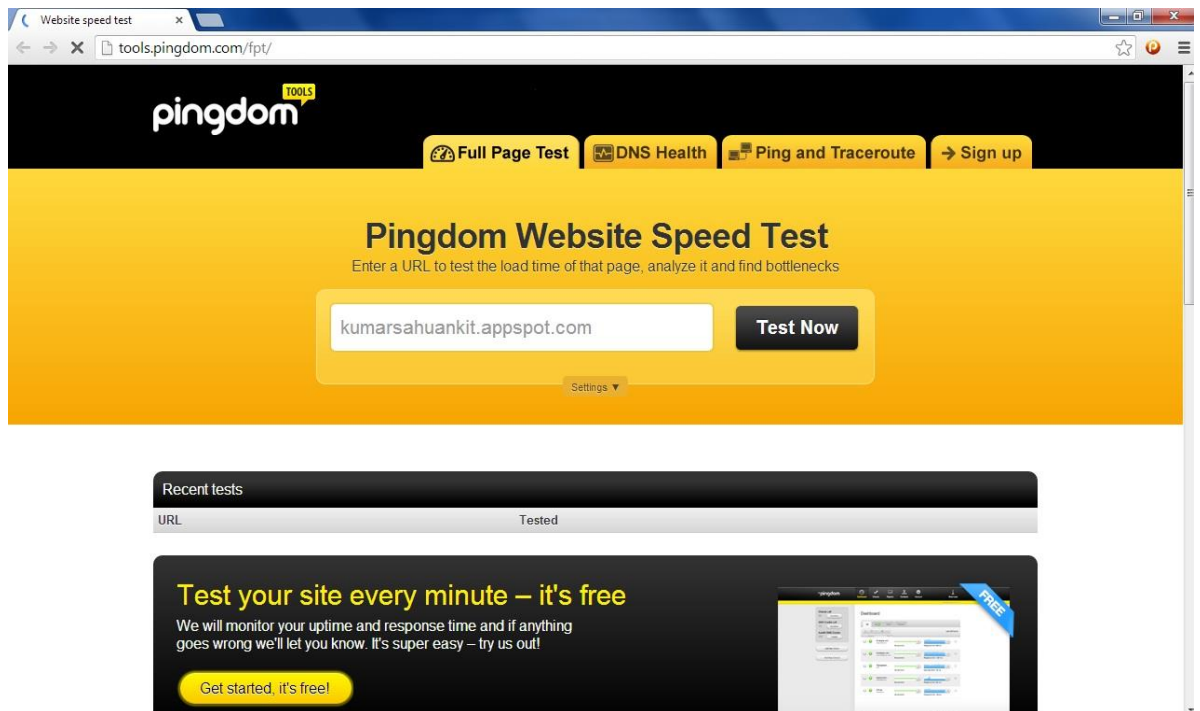 Website speed test
tools.pingdom.com/fpt/
TOOLS
pingdom
Full Page Test DNS Health Ping and Traceroute → Sign up
Pingdom Website Speed Test
Enter a URL to test the load time of that page, analyze it and find bottlenecks
kumarsahuankit.appspot.com Test Now
Settings ▼
Recent tests
URL Tested
Test your site every minute – it's free
We will monitor your uptime and response time and if anything
goes wrong we'll let you know. It's super easy – try us out!
Get started, it's free!
pingdom
Dashboard
FREE